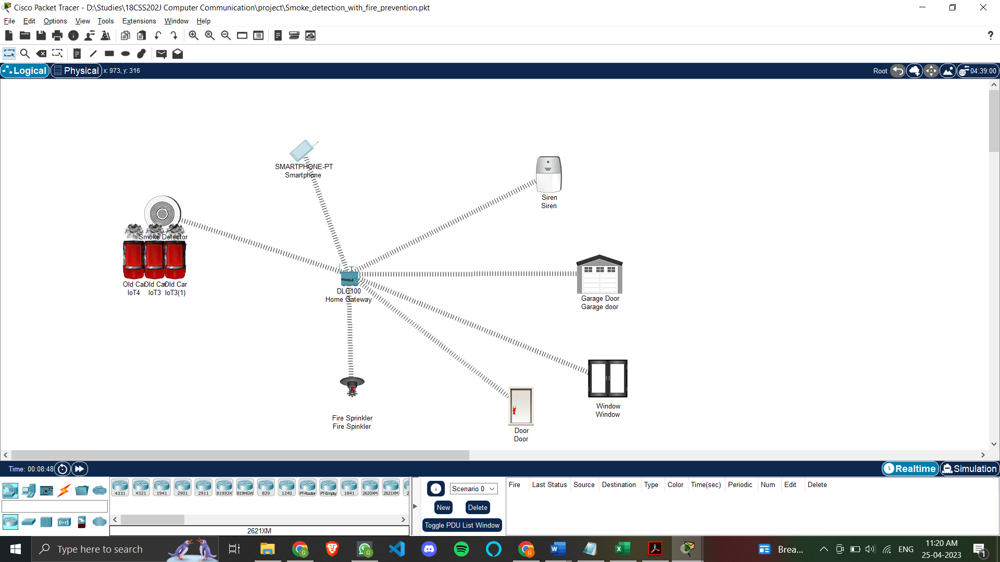 Cisco Packet Tracer - D:\Studies\18CSS202J Computer Communication\project\Smoke_detection_with_fire_prevention.pkt
File Edit Options View Tools Extensions Window Help
?
Logical Physical x: 973, y: 316 Root 04:39:00
SMARTPHONE-PT
Smartphone
Siren
Siren
Smoke Detector
Old Car Old Car Old Car
IoT4 IoT3 IoT3(1)
DLC100
Home Gateway
Garage Door
Garage door
Window
Window
Fire Sprinkler
Fire Spinkler
Door
Door
Time: 00:08:48 Realtime Simulation
4331 4321 1941 2901 2911 819IOX 819HGW 829 1240 PT-Router PT-Empty 1841 2620XM 2621XM
2621XM
Scenario 0
New Delete
Toggle PDU List Window
Fire Last Status Source Destination Type Color Time(sec) Periodic Num Edit Delete
Type here to search
Brea... ENG
11:20 AM
25-04-2023
1